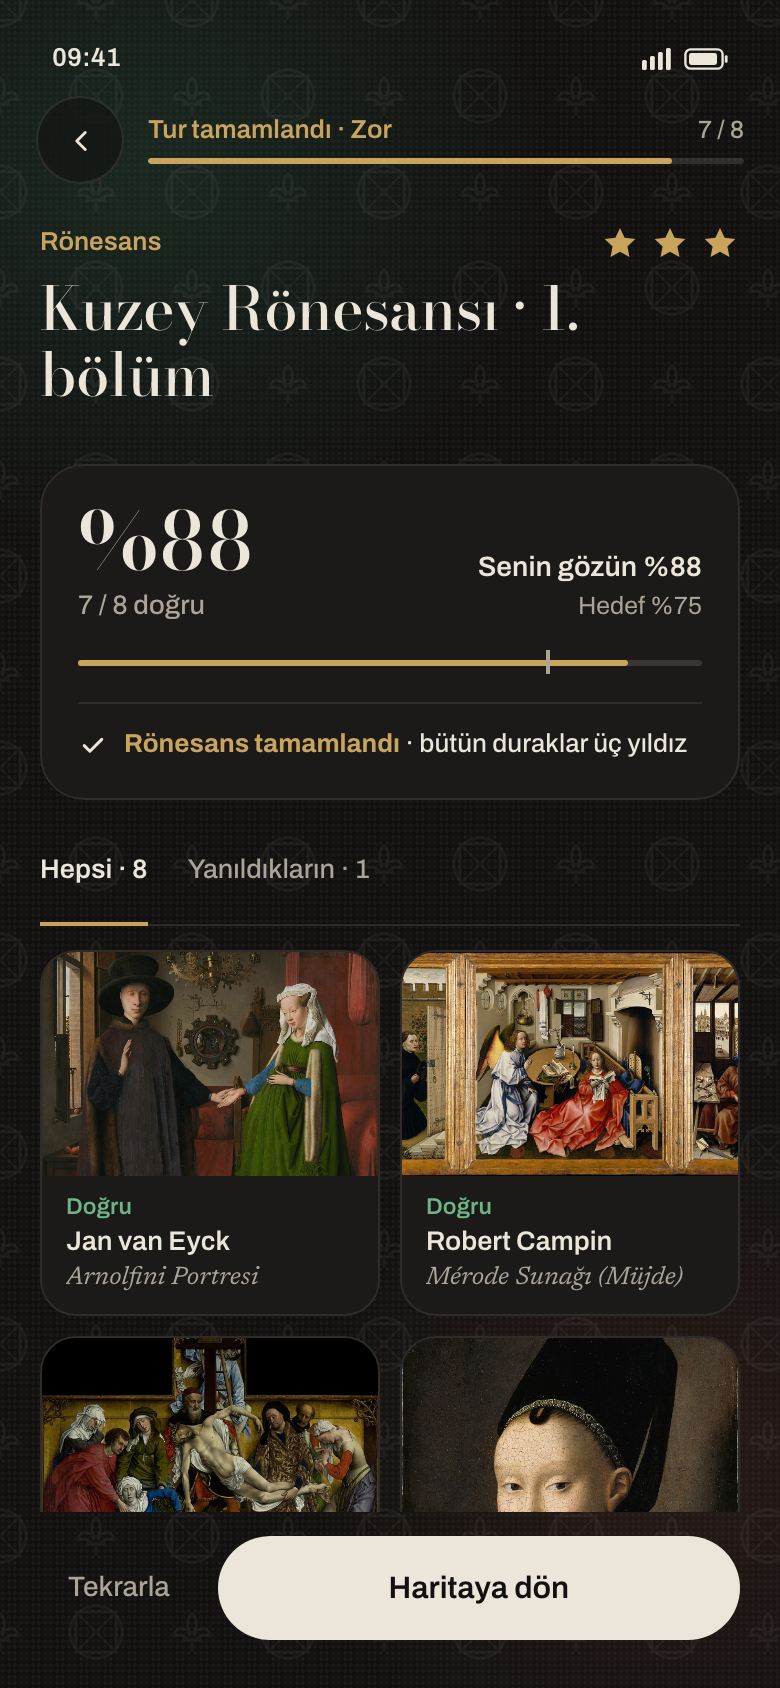 09:41
Tur tamamlandı · Zor
7 / 8
Rönesans
Kuzey Rönesansı · 1.
bölüm
%88
7 / 8 doğru
Senin gözün %88
Hedef %75
Rönesans tamamlandı · bütün duraklar üç yıldız
Hepsi · 8
Yanıldıkların · 1
Doğru
Jan van Eyck
Arnolfini Portresi
Doğru
Robert Campin
Mérode Sunağı (Müjde)
Tekrarla
Haritaya dön